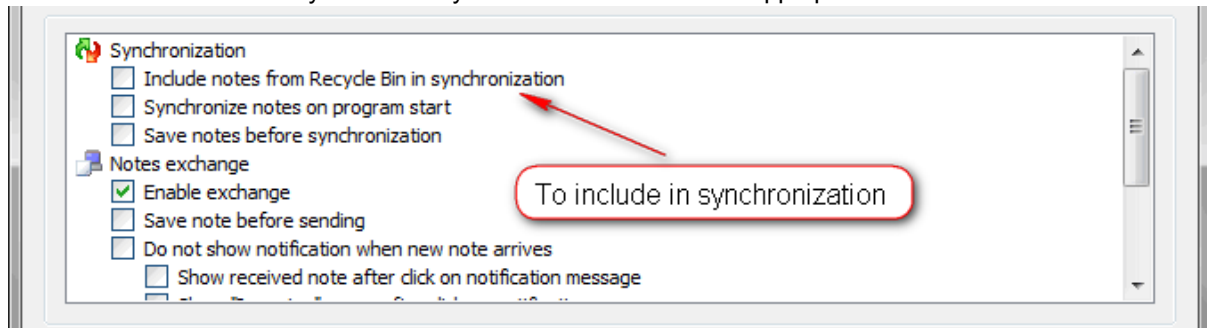 Synchronization
Include notes from Recycle Bin in synchronization
Synchronize notes on program start
Save notes before synchronization
Notes exchange
Enable exchange
To include in synchronization
Save note before sending
Do not show notification when new note arrives
Show received note after click on notification message